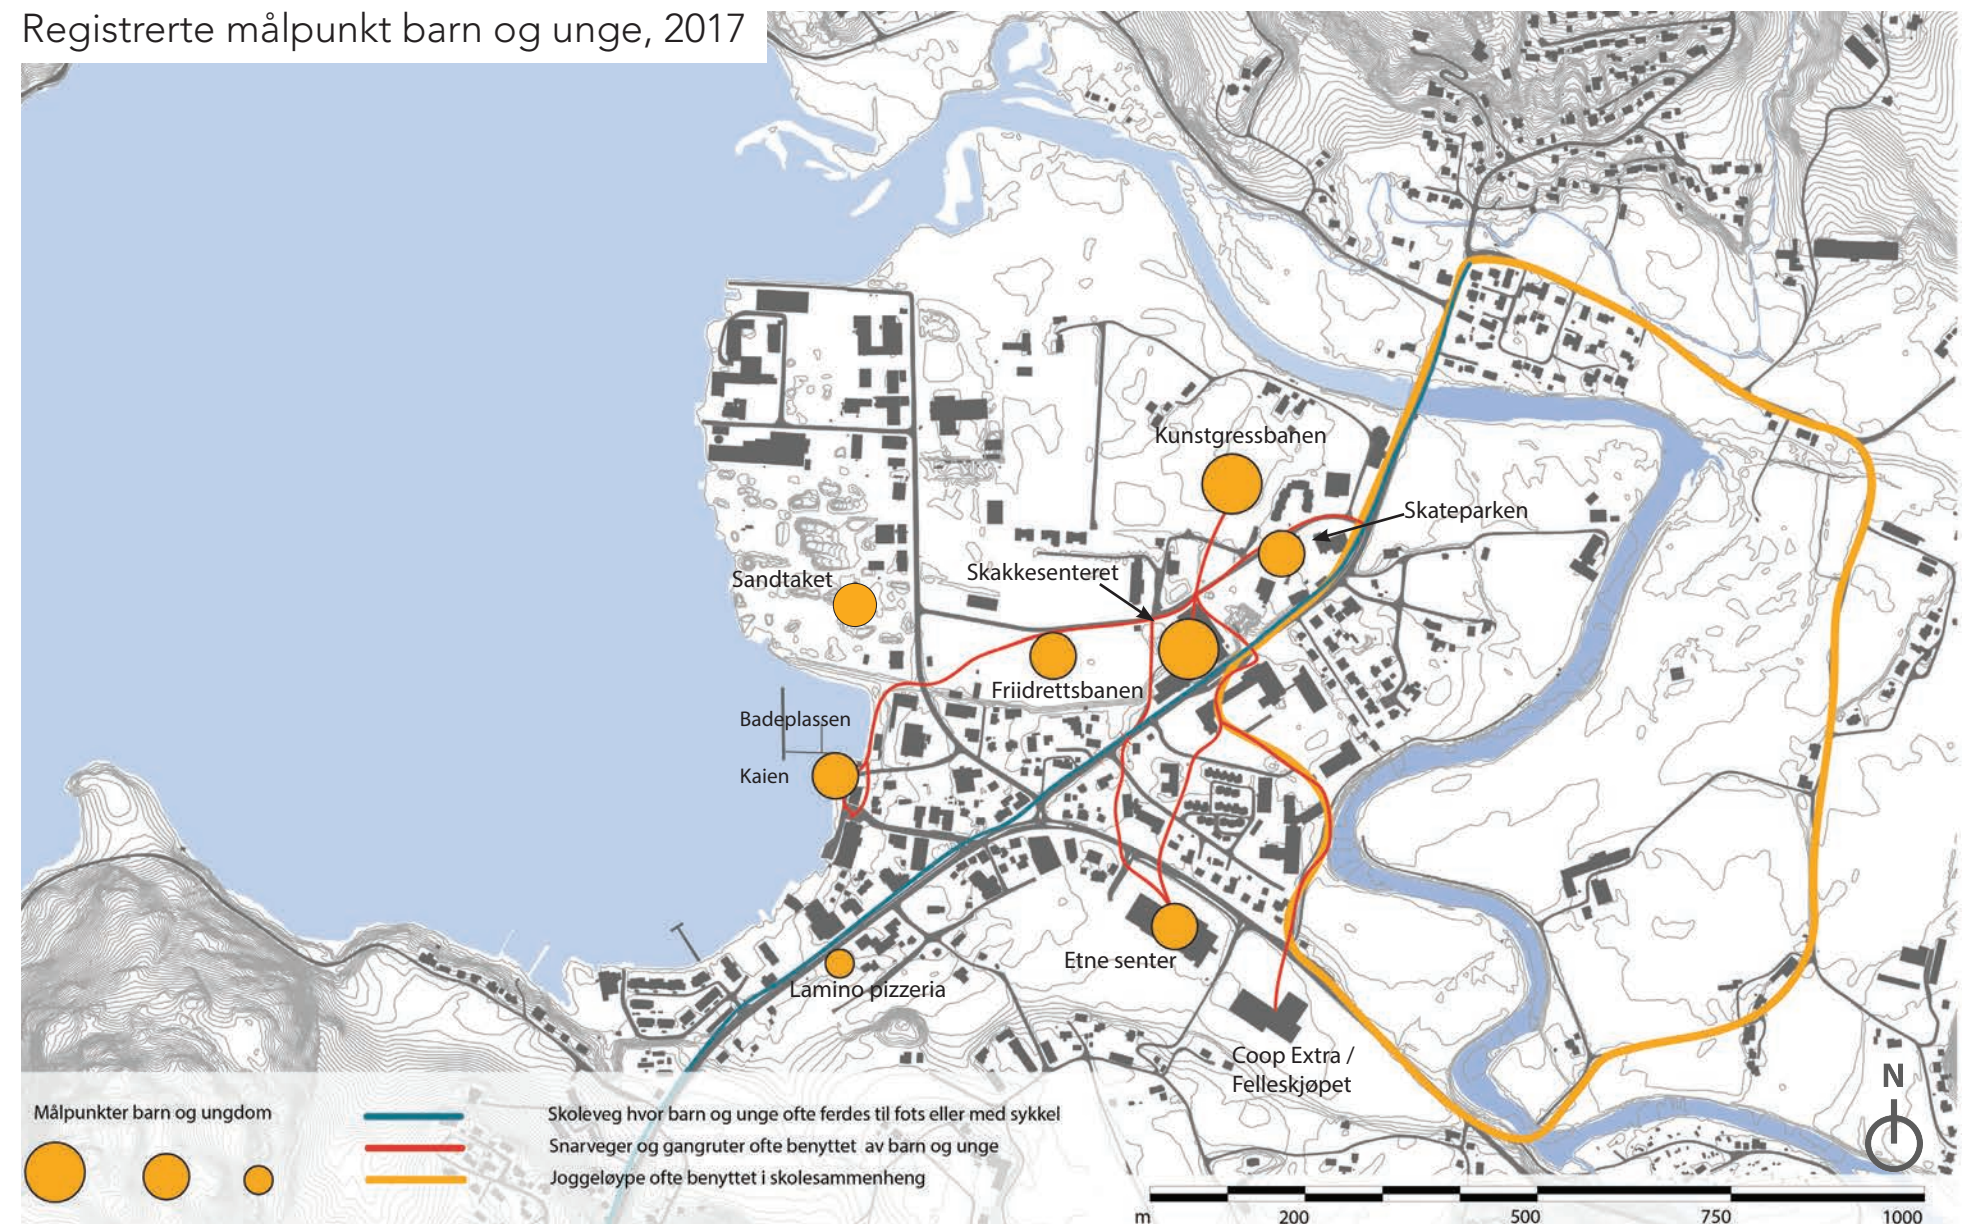 Registrerte målpunkt barn og unge, 2017
Kunstgressbanen
Skateparken
Skakkesenteret
Sandtaket
Friidrettsbanen
Badeplassen
Kaien
Etne senter
Lamino pizzeria
Coop Extra /
Felleskjøpet
N
Målpunkter barn og ungdom
Skoleveg hvor barn og unge ofte ferdes til fots eller med sykkel
Snarveger og gangruter ofte benyttet av barn og unge
Joggeløype ofte benyttet i skolesammenheng
m 200 500 750 1000